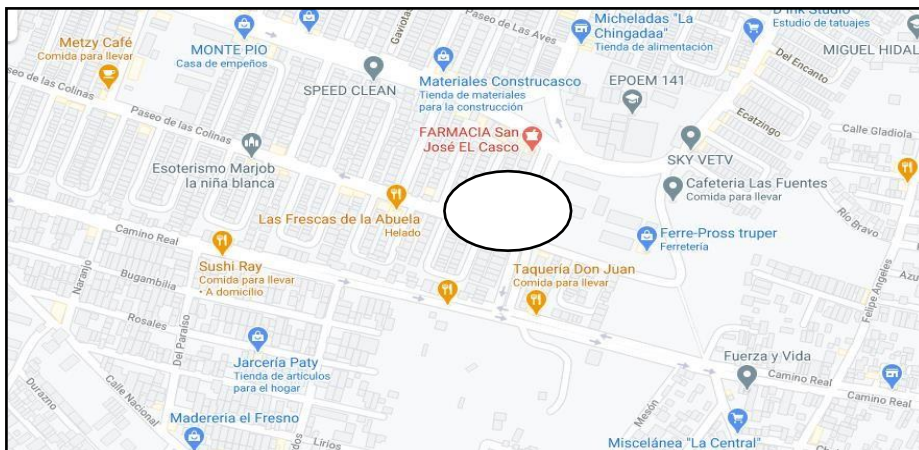 Paseo de Las Aves
Gaviotas
Micheladas "La
Chingadaa"
Tienda de alimentación
Estudio de tatuajes
MIGUEL HIDAL
Metzy Café
Comida para llevar
MONTE PIO
Casa de empeños
SPEED CLEAN
Materiales Construcasco
Tienda de materiales
para la construcción
EPOEM 141
Del Encanto
Ecatzingo
Calle Gladiola
Paseo de las Colinas
FARMACIA San
José EL Casco
SKY VETV
Esoterismo Marjob
la niña blanca
Cafeteria Las Fuentes
Comida para llevar
Las Frescas de la Abuela
Helado
Río Bravo
Camino Real
Ferre-Pross truper
Ferretería
Sushi Ray
Comida para llevar
• A domicilio
Taquería Don Juan
Comida para llevar
Naranjo
Bugambilia
Felipe Angeles
Rosales
Del Paraíso
Jarcería Paty
Tienda de artículos
para el hogar
Fuerza y Vida
Camino Real
Camino Real
Durazno
Calle Nacional
Mesón
Madereria el Fresno
Lirios
Miscelánea "La Central"